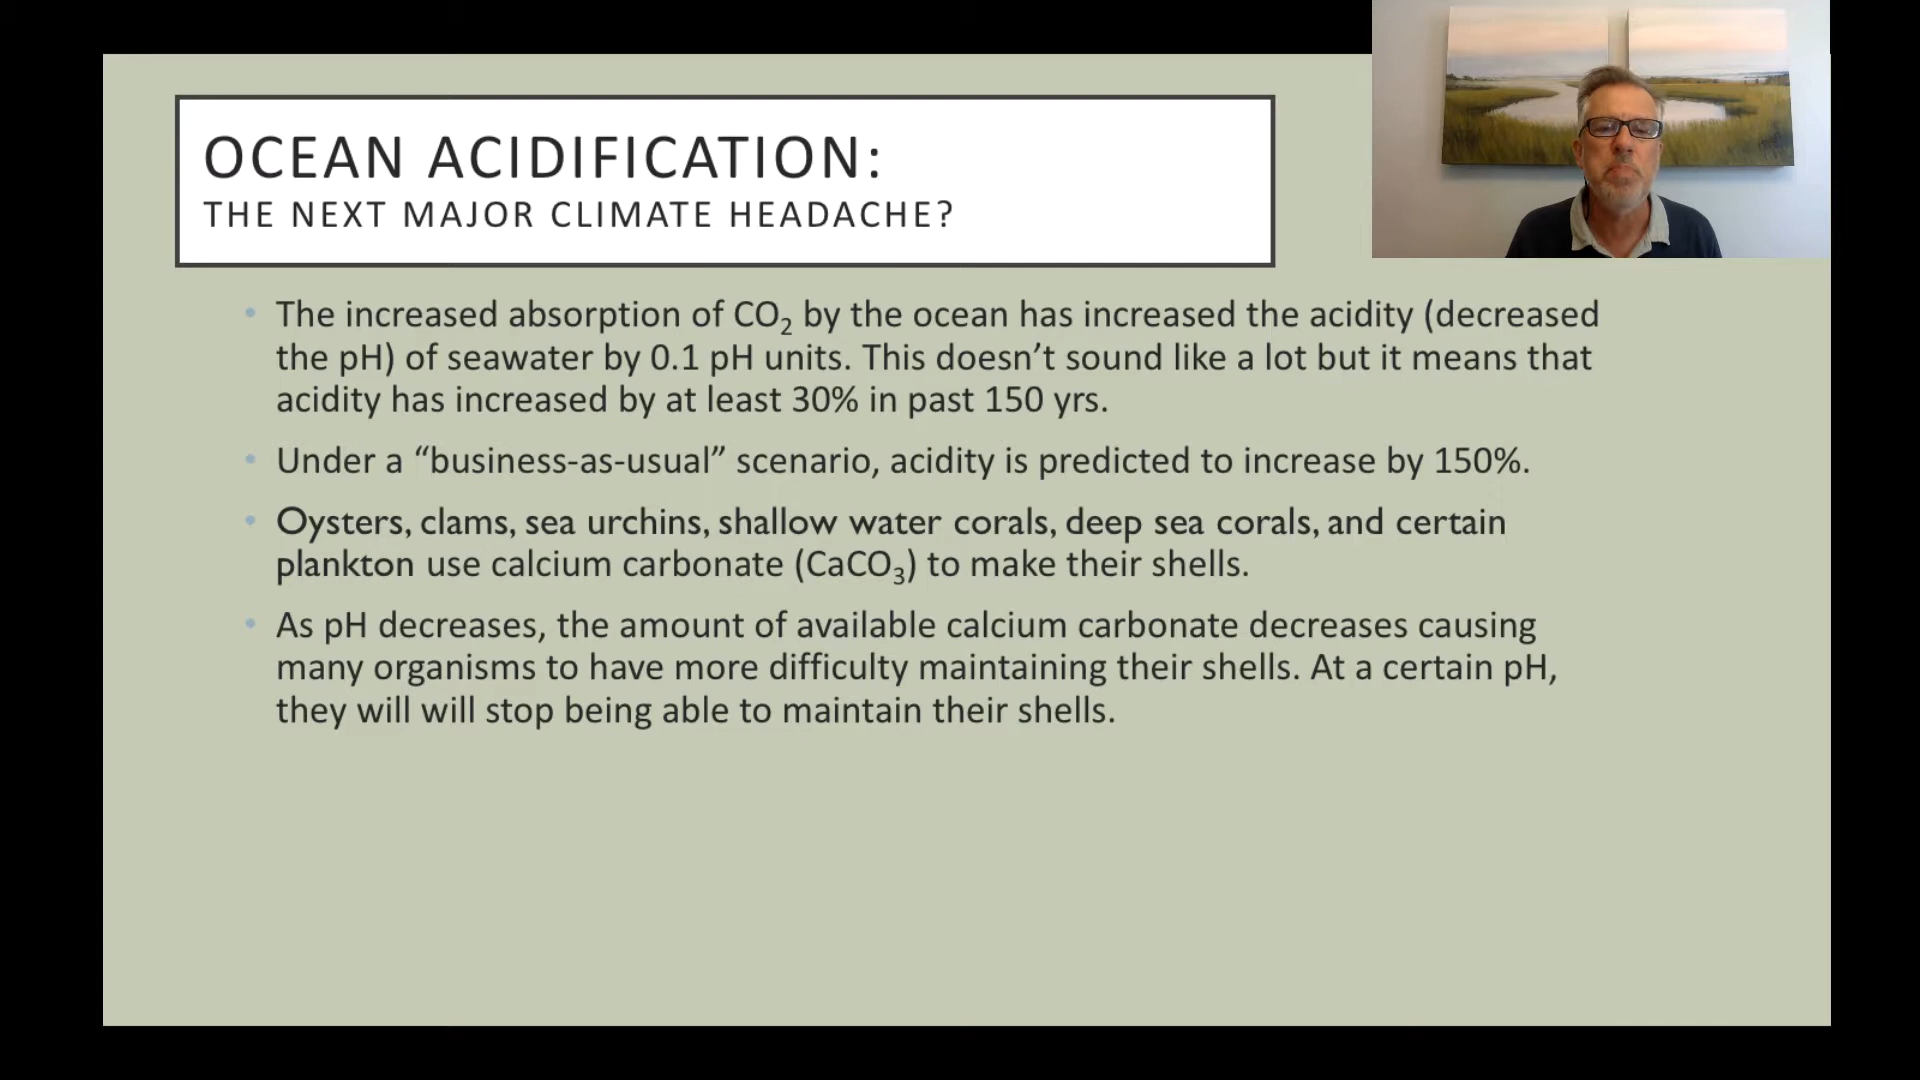 OCEAN ACIDIFICATION:
THE NEXT MAJOR CLIMATE HEADACHE?
• The increased absorption of CO₂ by the ocean has increased the acidity (decreased
the pH) of seawater by 0.1 pH units. This doesn’t sound like a lot but it means that
acidity has increased by at least 30% in past 150 yrs.
• Under a “business-as-usual” scenario, acidity is predicted to increase by 150%.
• Oysters, clams, sea urchins, shallow water corals, deep sea corals, and certain
plankton use calcium carbonate (CaCO₃) to make their shells.
• As pH decreases, the amount of available calcium carbonate decreases causing
many organisms to have more difficulty maintaining their shells. At a certain pH,
they will will stop being able to maintain their shells.